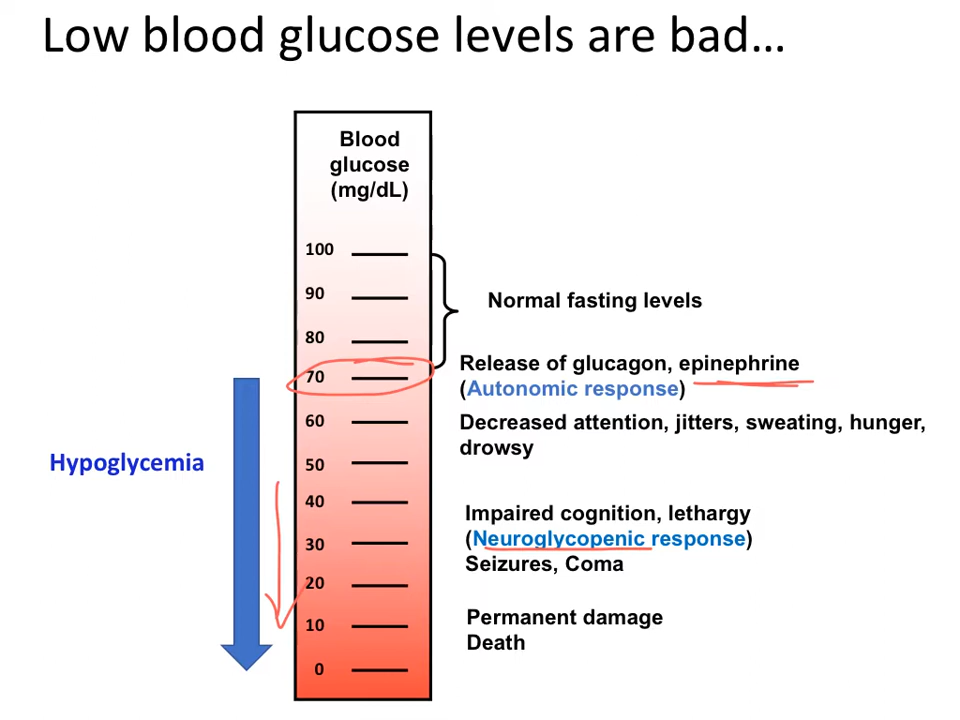 Low blood glucose levels are bad…
Blood
glucose
(mg/dL)
100
90
80
70
60
50
40
30
20
10
0
Normal fasting levels
Release of glucagon, epinephrine
(Autonomic response)
Decreased attention, jitters, sweating, hunger,
drowsy
Hypoglycemia
Impaired cognition, lethargy
(Neuroglycopenic response)
Seizures, Coma
Permanent damage
Death